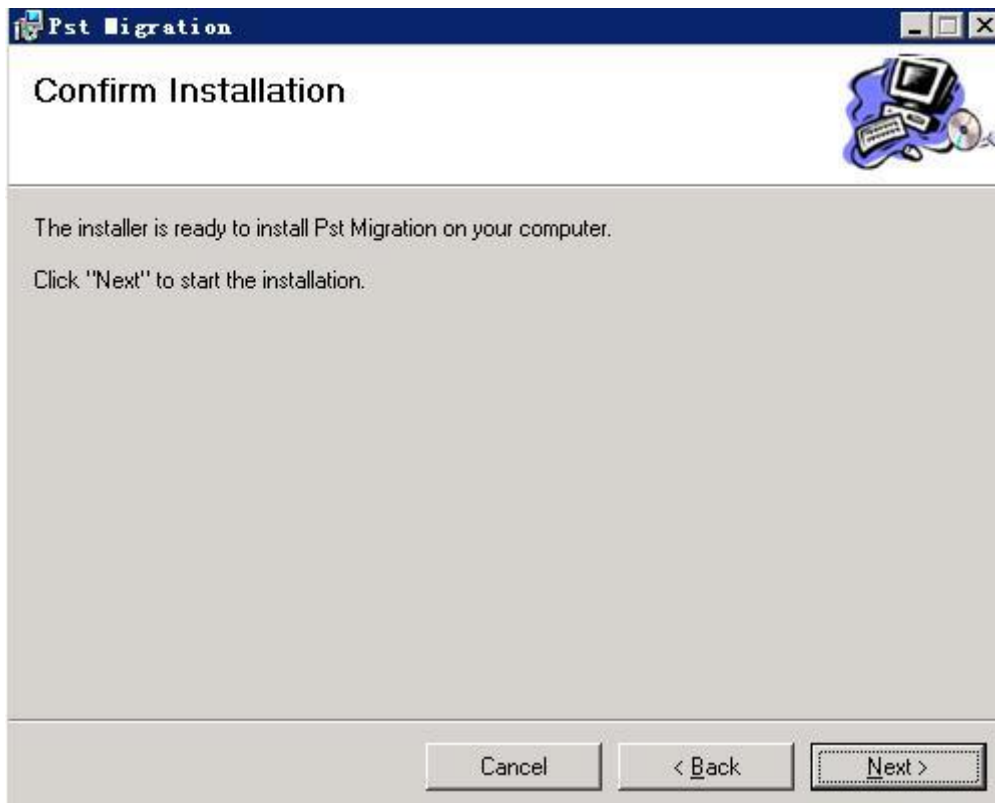 Pst Migration
Confirm Installation
The installer is ready to install Pst Migration on your computer.
Click "Next" to start the installation.
Cancel
< Back
Next >